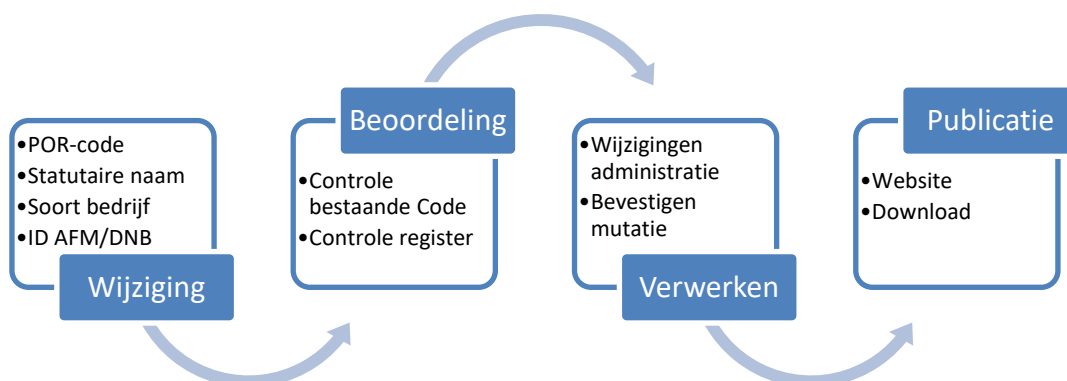 •POR-code
•Statutaire naam
•Soort bedrijf
•ID AFM/DNB
Wijziging
Beoordeling
•Controle
bestaande Code
•Controle register
•Wijzigingen
administratie
•Bevestigen
mutatie
Verwerken
Publicatie
•Website
•Download